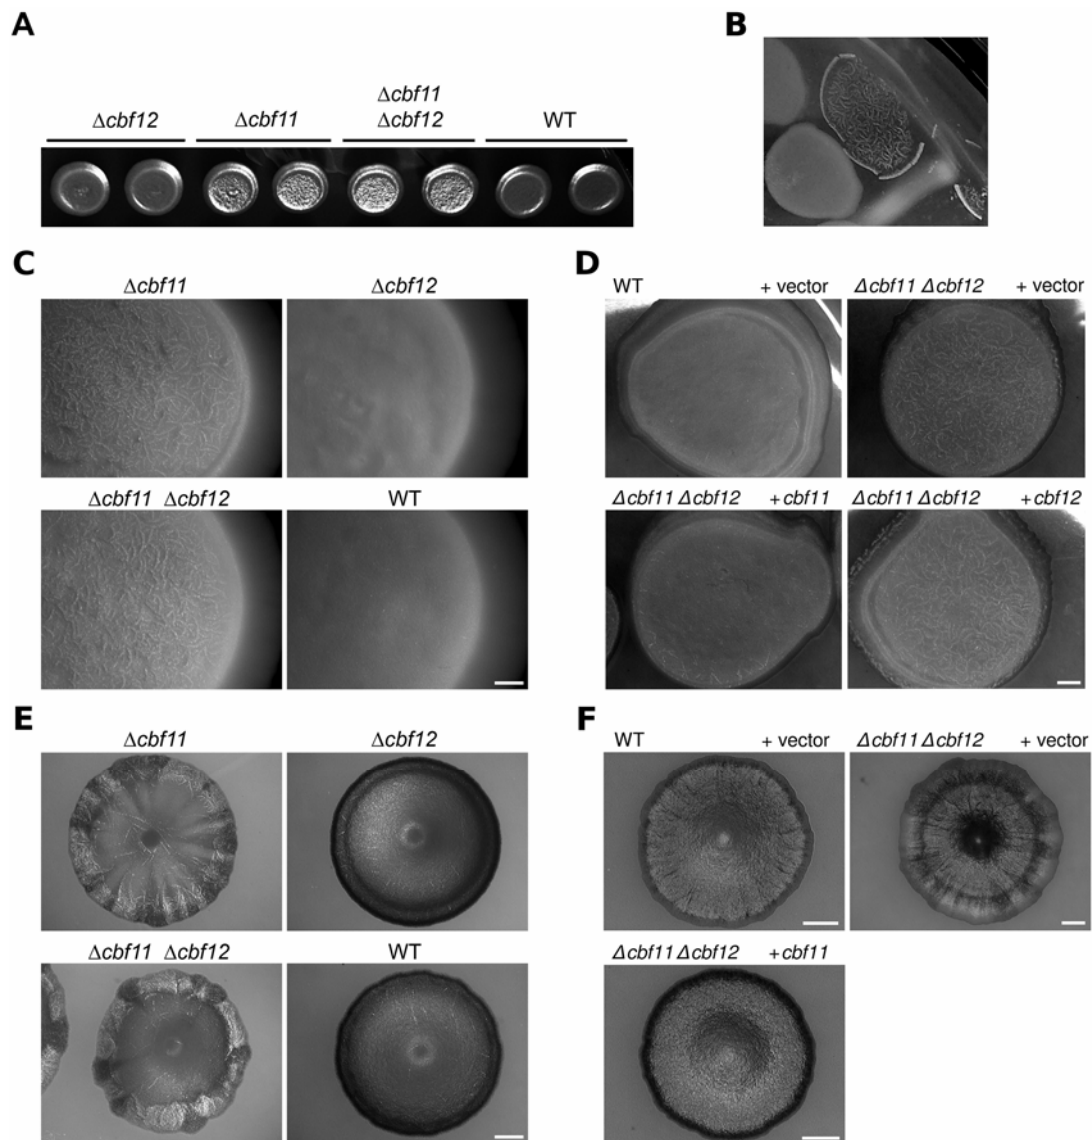 A
B
Δcbf11
Δcbf12 Δcbf11 Δcbf12 WT
C
D
Δcbf11 Δcbf12
WT + vector Δcbf11 Δcbf12 + vector
Δcbf11 Δcbf12 WT
Δcbf11 Δcbf12 +cbf11 Δcbf11 Δcbf12 +cbf12
E
F
Δcbf11 Δcbf12
WT + vector Δcbf11 Δcbf12 + vector
Δcbf11 Δcbf12 WT
Δcbf11 Δcbf12 +cbf11